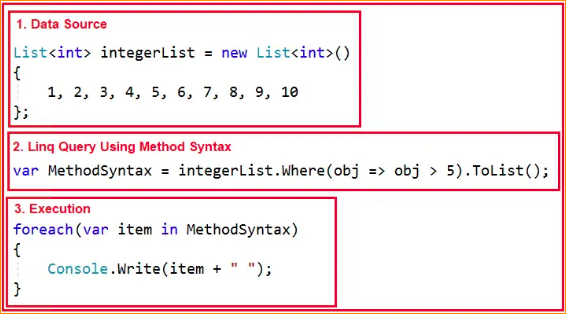 1. Data Source
List<int> integerList = new List<int>()
{
1, 2, 3, 4, 5, 6, 7, 8, 9, 10
};
2. Linq Query Using Method Syntax
var MethodSyntax = integerList.Where(obj => obj > 5).ToList();
3. Execution
foreach(var item in MethodSyntax)
{
Console.Write(item + " ");
}